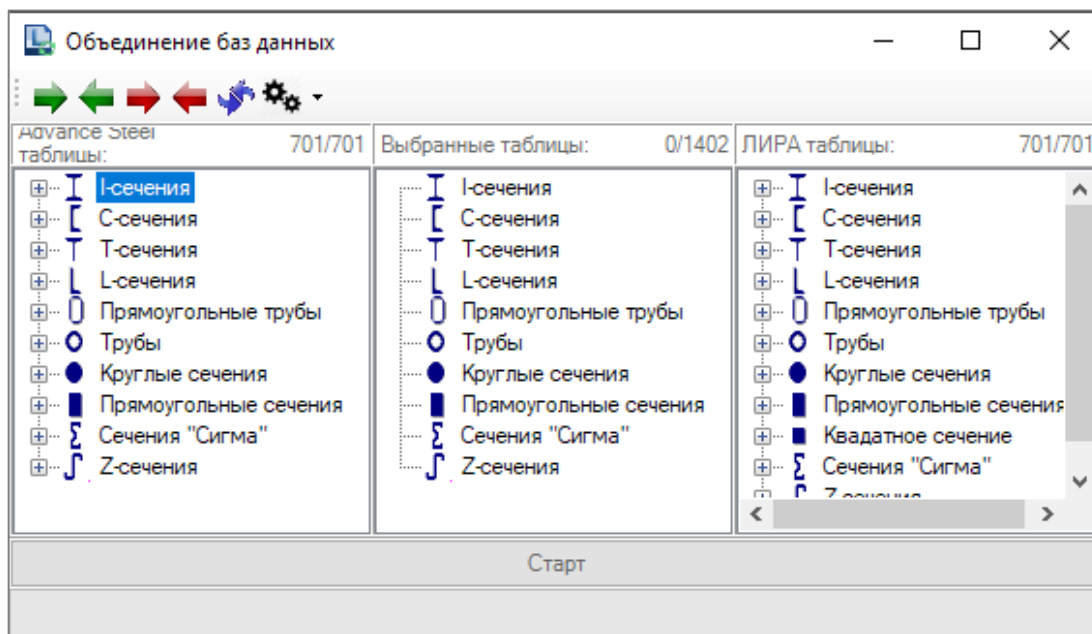 Объединение баз данных
Advance Steel таблицы: 701/701
Выбранные таблицы: 0/1402
ЛИРА таблицы: 701/701
I-сечения
С-сечения
Т-сечения
L-сечения
Прямоугольные трубы
Трубы
Круглые сечения
Прямоугольные сечения
Сечения "Сигма"
Z-сечения
I-сечения
С-сечения
Т-сечения
L-сечения
Прямоугольные трубы
Трубы
Круглые сечения
Прямоугольные сечения
Сечения "Сигма"
Z-сечения
I-сечения
С-сечения
Т-сечения
L-сечения
Прямоугольные трубы
Трубы
Круглые сечения
Прямоугольные сечения
Квадатное сечение
Сечения "Сигма"
Z-сечения
Старт